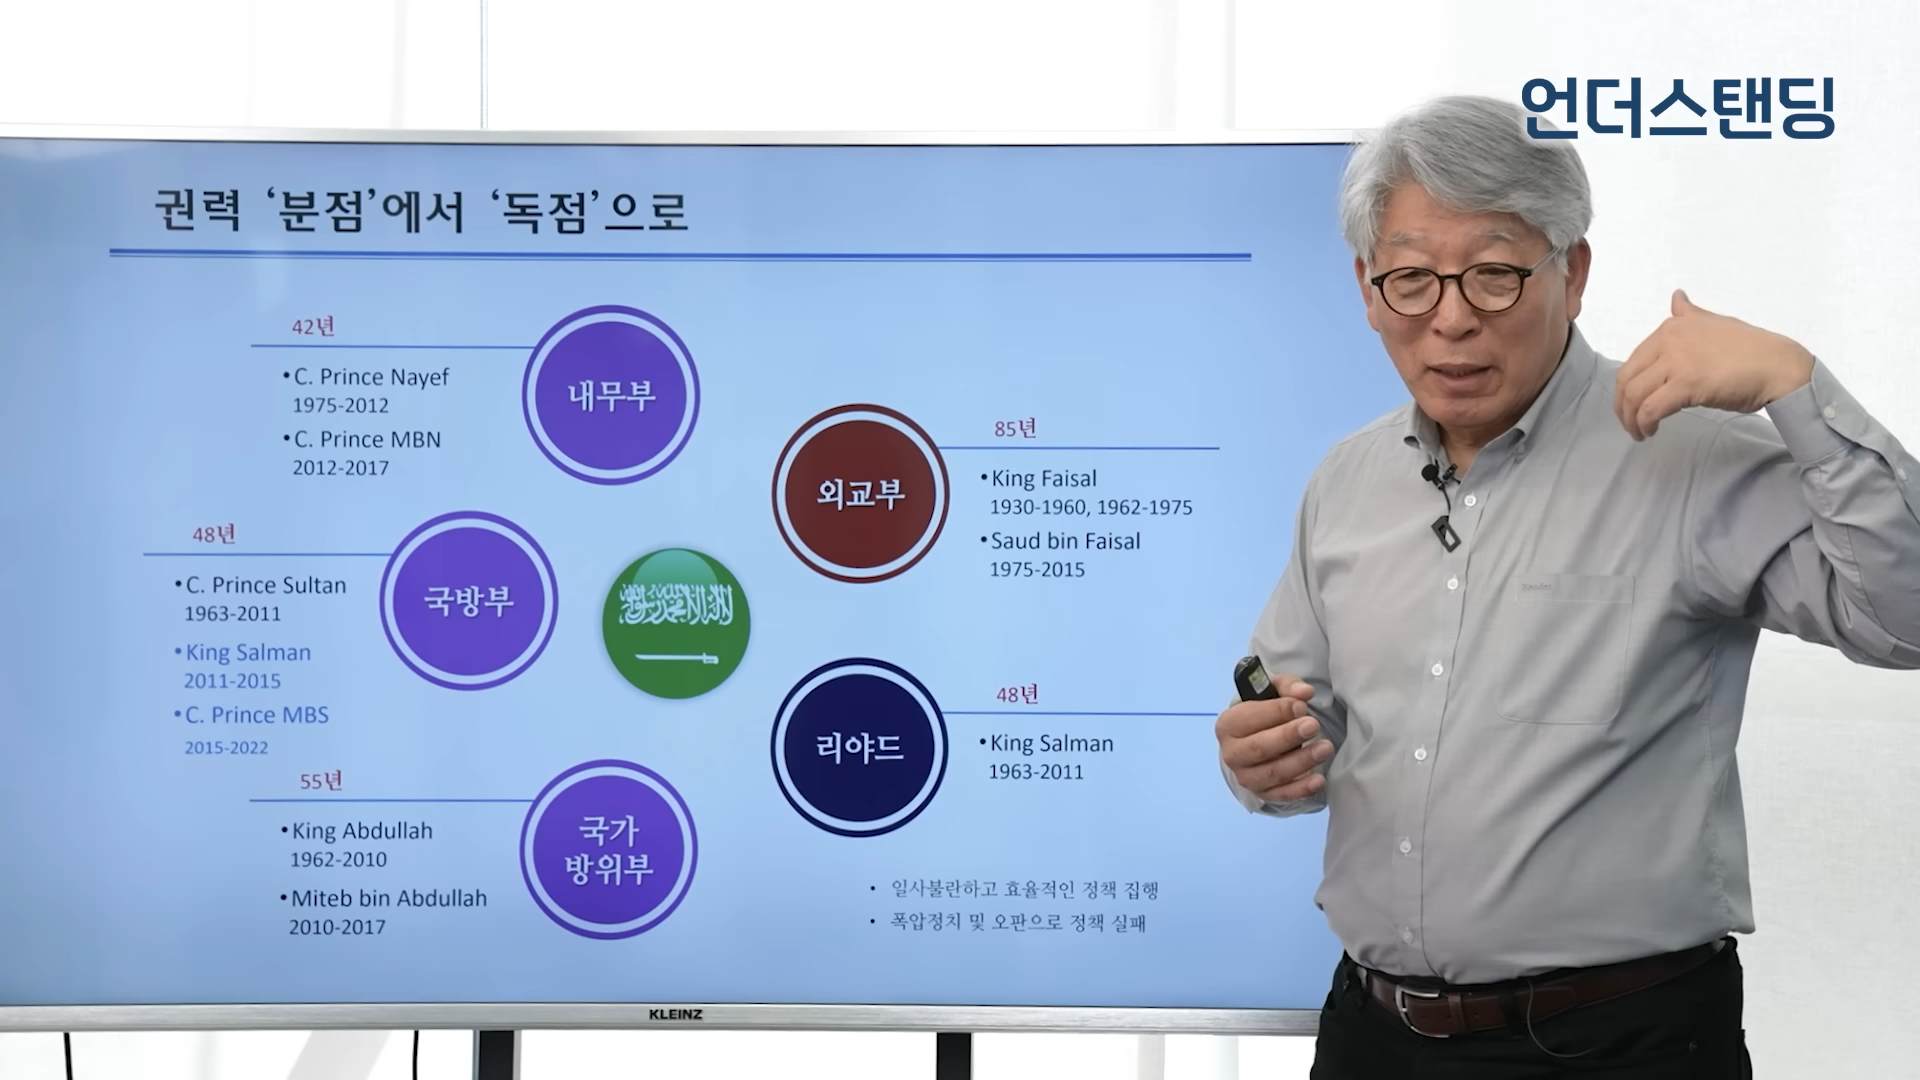 언더스탠딩
권력 ‘분점’에서 ‘독점’으로
42년
•C. Prince Nayef
1975-2012
•C. Prince MBN
2012-2017
내무부
85년
•King Faisal
1930-1960, 1962-1975
•Saud bin Faisal
1975-2015
외교부
48년
•C. Prince Sultan
1963-2011
•King Salman
2011-2015
•C. Prince MBS
2015-2022
국방부
48년
•King Salman
1963-2011
리야드
55년
•King Abdullah
1962-2010
•Miteb bin Abdullah
2010-2017
국가
방위부
• 일사불란하고 효율적인 정책 집행
• 폭압정치 및 오판으로 정책 실패
KLEINZ